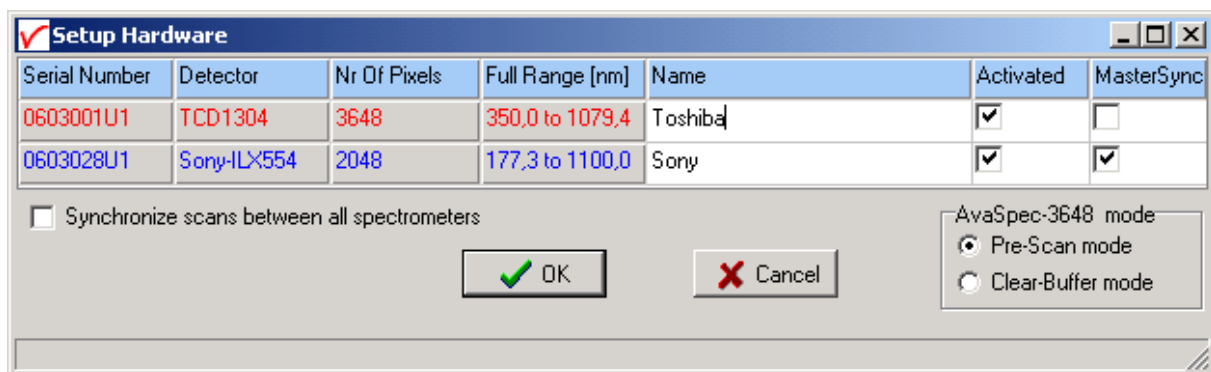 Setup Hardware
Serial Number Detector Nr Of Pixels Full Range [nm] Name Activated MasterSync
0603001U1 TCD1304 3648 350,0 to 1079,4 Toshiba
0603028U1 Sony-ILX554 2048 177,3 to 1100,0 Sony
Synchronize scans between all spectrometers
AvaSpec-3648 mode
Pre-Scan mode
OK Cancel
Clear-Buffer mode